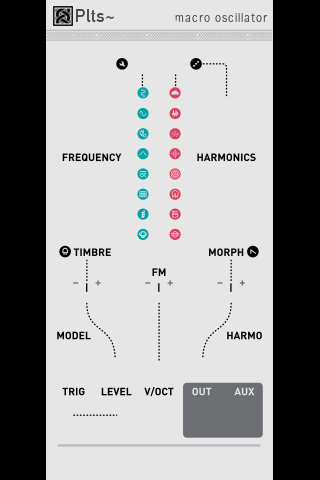 Plts~ macro oscillator
FREQUENCY HARMONICS
TIMBRE MORPH
FM
− + − + − +
MODEL HARMO
TRIG LEVEL V/OCT OUT AUX